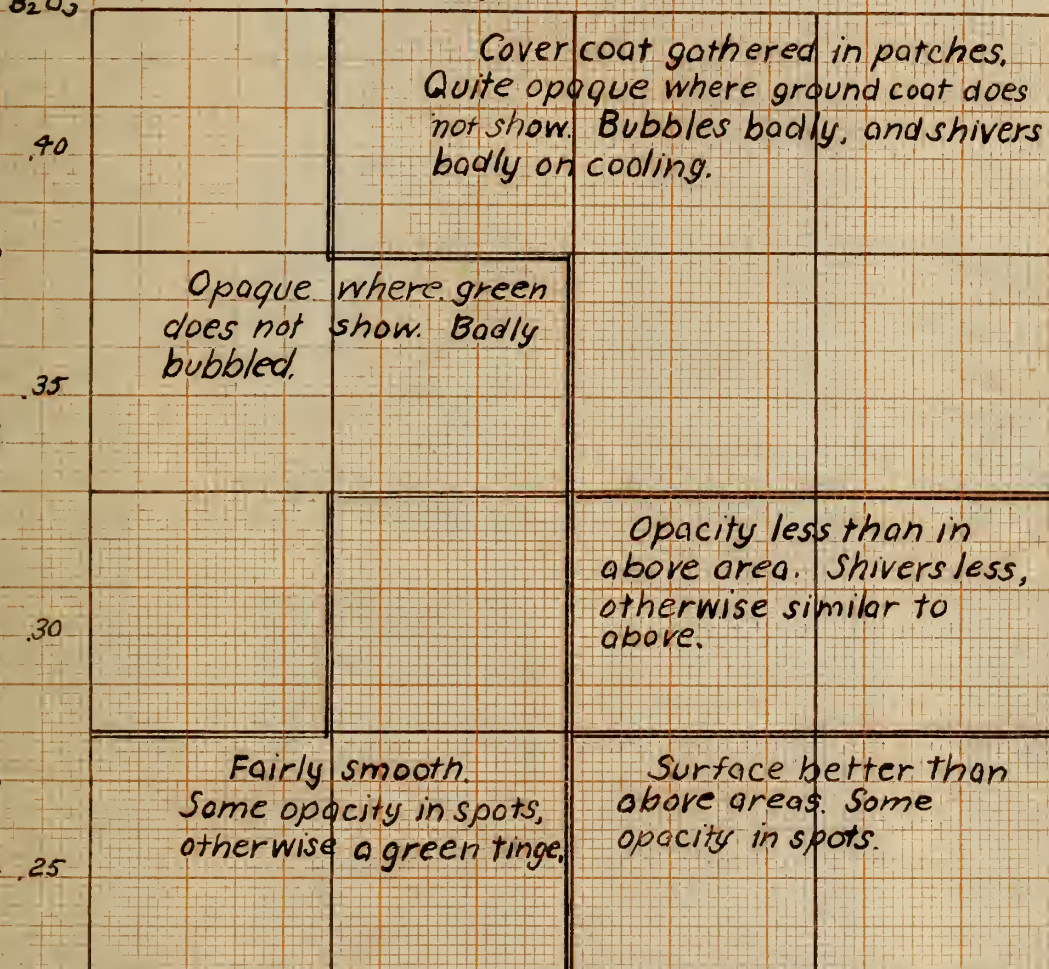 B2O3
Cover coat gathered in patches.
Quite opaque where ground coat does
not show. Bubbles badly, and shivers
badly on cooling.
.40
Opaque where green
does not show. Badly
bubbled.
.35
Opacity less than in
above area. Shivers less,
otherwise similar to
above.
.30
Fairly smooth.
Some opacity in spots,
otherwise a green tinge.
Surface better than
above areas. Some
opacity in spots.
.25